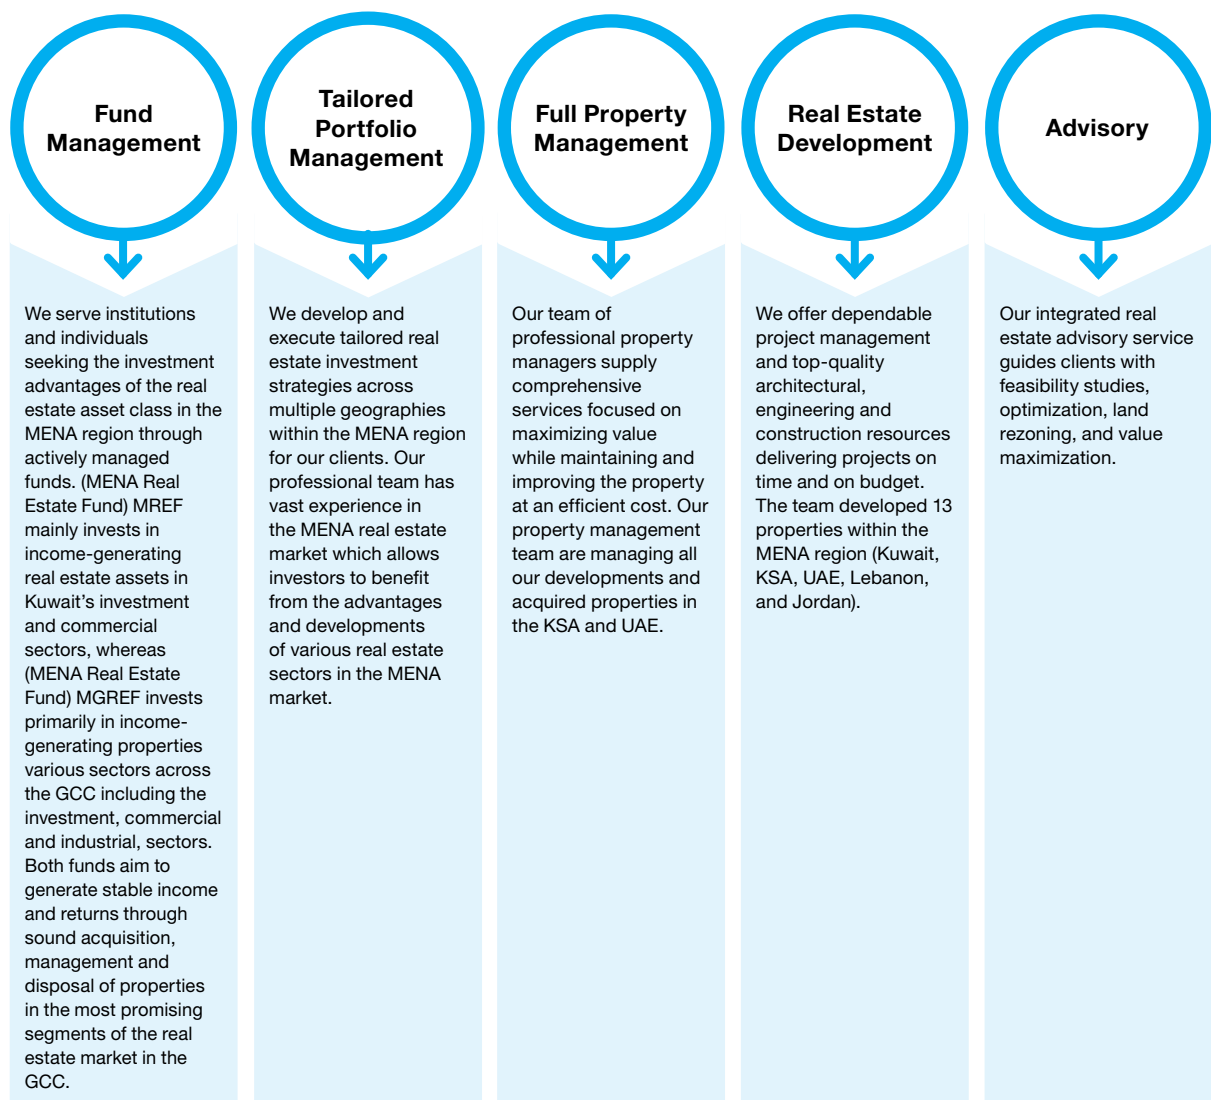 Fund
Management
We serve institutions
and individuals
seeking the investment
advantages of the real
estate asset class in the
MENA region through
actively managed
funds. (MENA Real
Estate Fund) MREF
mainly invests in
income-generating
real estate assets in
Kuwait's investment
and commercial
sectors, whereas
(MENA Real Estate
Fund) MGREF invests
primarily in income-
generating properties
various sectors across
the GCC including the
investment, commercial
and industrial, sectors.
Both funds aim to
generate stable income
and returns through
sound acquisition,
management and
disposal of properties
in the most promising
segments of the real
estate market in the
GCC.
Tailored
Portfolio
Management
We develop and
execute tailored real
estate investment
strategies across
multiple geographies
within the MENA region
for our clients. Our
professional team has
vast experience in
the MENA real estate
market which allows
investors to benefit
from the advantages
and developments
of various real estate
sectors in the MENA
market.
Full Property
Management
Our team of
professional property
managers supply
comprehensive
services focused on
maximizing value
while maintaining and
improving the property
at an efficient cost. Our
property management
team are managing all
our developments and
acquired properties in
the KSA and UAE.
Real Estate
Development
We offer dependable
project management
and top-quality
architectural,
engineering and
construction resources
delivering projects on
time and on budget.
The team developed 13
properties within the
MENA region (Kuwait,
KSA, UAE, Lebanon,
and Jordan).
Advisory
Our integrated real
estate advisory service
guides clients with
feasibility studies,
optimization, land
rezoning, and value
maximization.